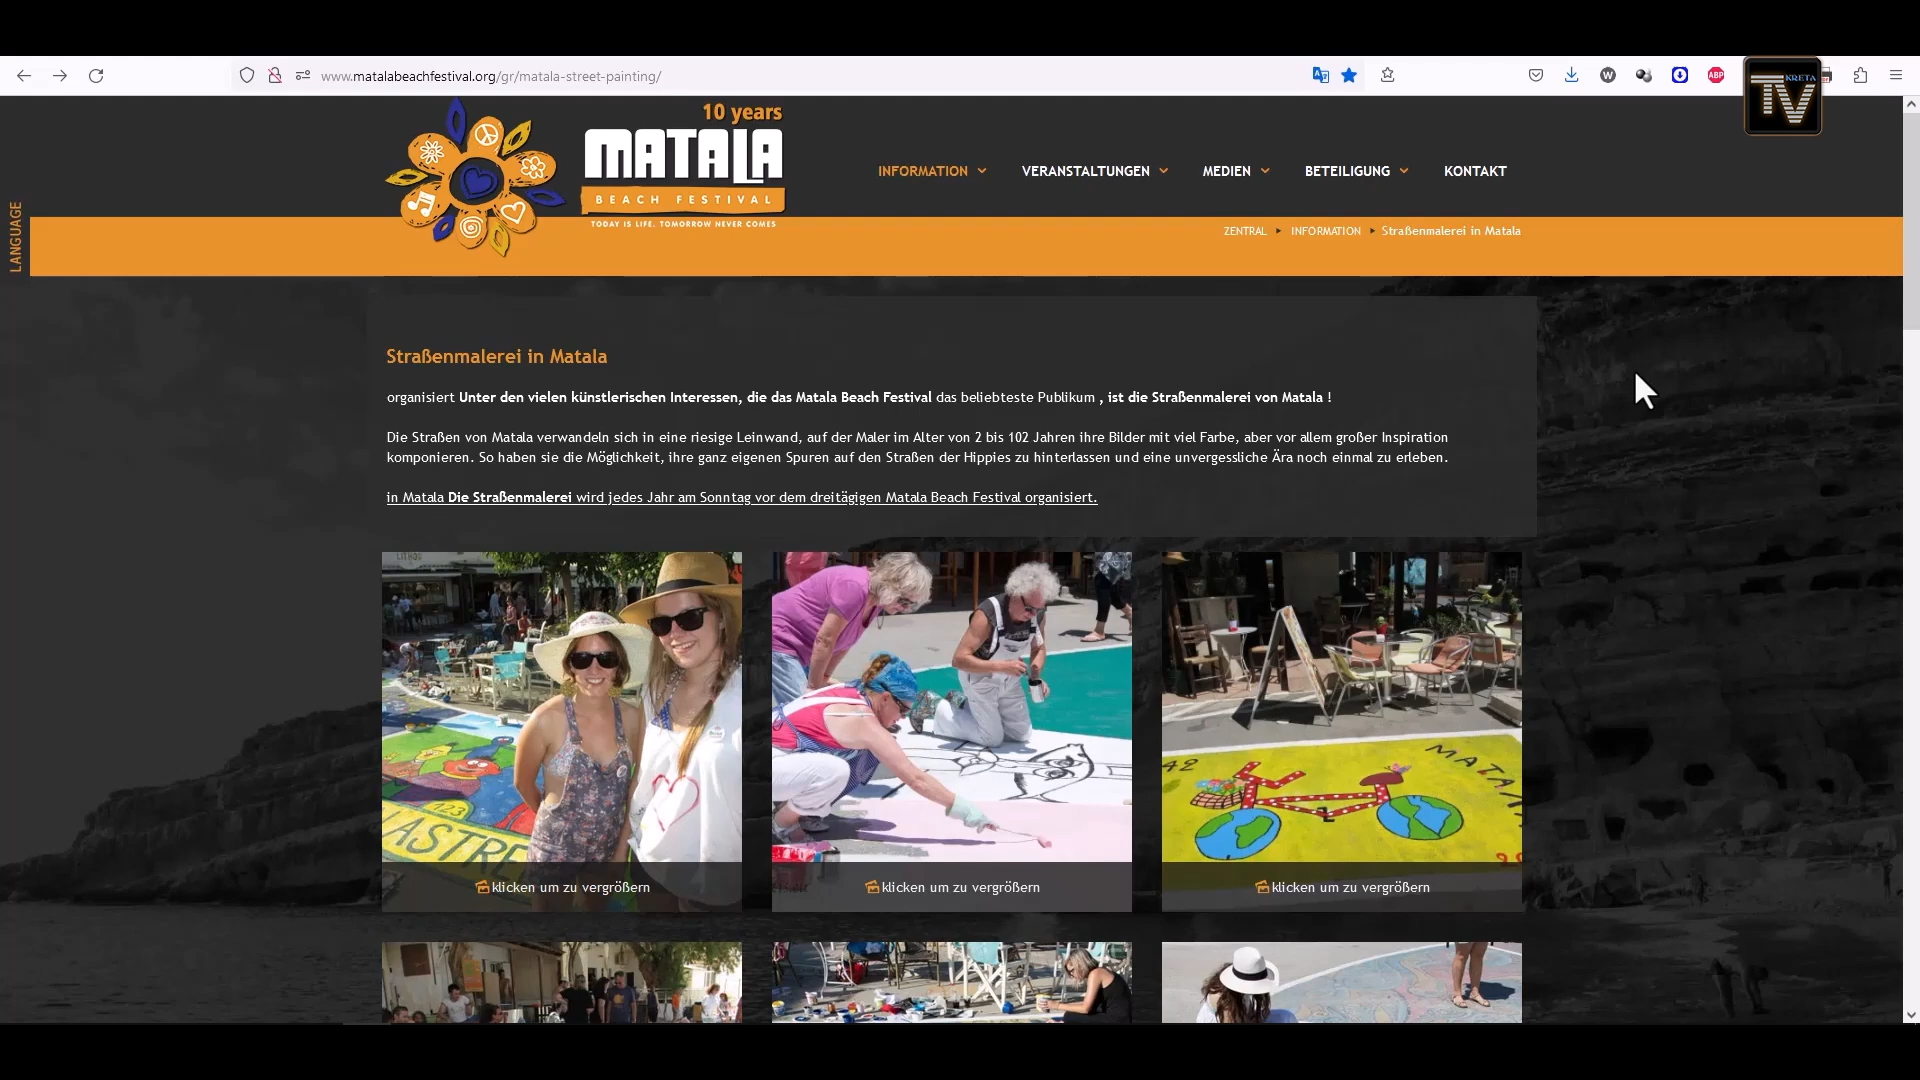 www.matalabeachfestival.org/gr/matala-street-painting/
W
ABP
KRETA
TV
10 years
MATALA
BEACH FESTIVAL
TODAY IS LIFE. TOMORROW NEVER COMES
INFORMATION
VERANSTALTUNGEN
MEDIEN
BETEILIGUNG
KONTAKT
LANGUAGE
ZENTRAL ▸ INFORMATION ▸ Straßenmalerei in Matala
Straßenmalerei in Matala
organisiert Unter den vielen künstlerischen Interessen, die das Matala Beach Festival das beliebteste Publikum , ist die Straßenmalerei von Matala !
Die Straßen von Matala verwandeln sich in eine riesige Leinwand, auf der Maler im Alter von 2 bis 102 Jahren ihre Bilder mit viel Farbe, aber vor allem großer Inspiration
komponieren. So haben sie die Möglichkeit, ihre ganz eigenen Spuren auf den Straßen der Hippies zu hinterlassen und eine unvergessliche Ära noch einmal zu erleben.
in Matala Die Straßenmalerei wird jedes Jahr am Sonntag vor dem dreitägigen Matala Beach Festival organisiert.
123
ASTRE
42
MATA
klicken um zu vergrößern
klicken um zu vergrößern
klicken um zu vergrößern